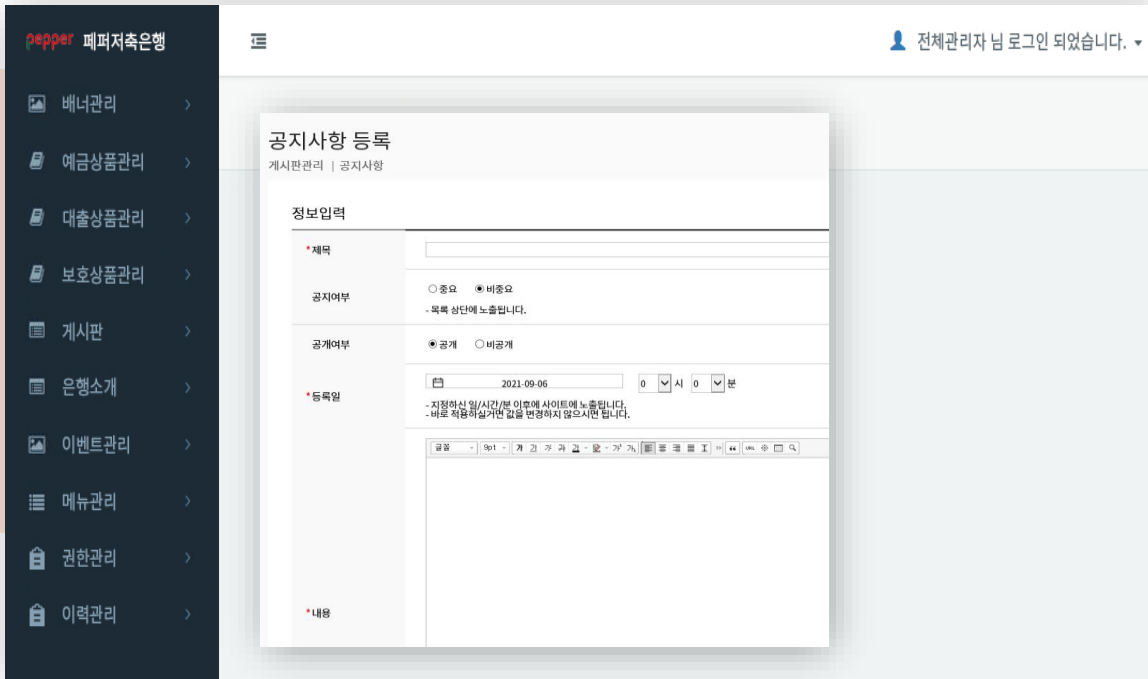 pepper 페퍼저축은행
전체관리자 님 로그인 되었습니다.
배너관리
예금상품관리
대출상품관리
보호상품관리
게시판
은행소개
이벤트관리
메뉴관리
권한관리
이력관리
공지사항 등록
게시판관리 | 공지사항
정보입력
*제목
공지여부
중요 비중요
- 목록 상단에 노출됩니다.
공개여부
공개 비공개
*등록일
2021-09-06 0 시 0 분
- 지정하신 일/시간/분 이후에 사이트에 노출됩니다.
- 바로 적용하실거면 값을 변경하지 않으시면 됩니다.
글꼴 9pt 가 가 가 가 가 URL
*내용